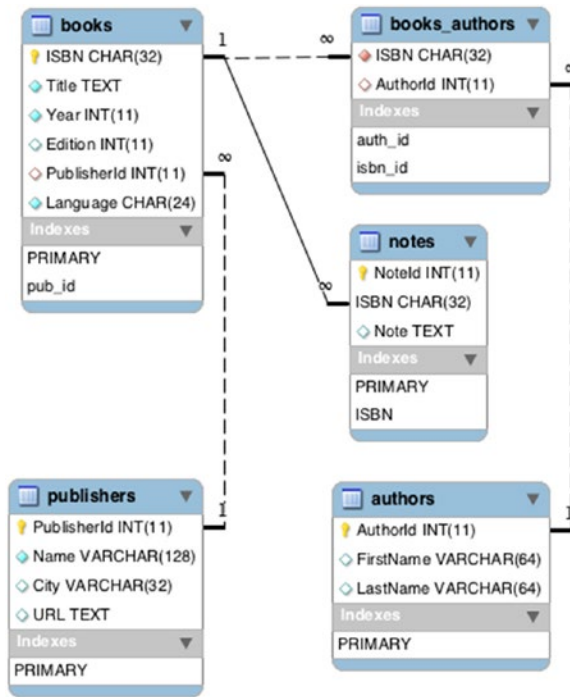 books
ISBN CHAR(32)
Title TEXT
Year INT(11)
Edition INT(11)
PublisherId INT(11)
Language CHAR(24)
Indexes
PRIMARY
pub_id
1
∞
∞
books_authors
ISBN CHAR(32)
AuthorId INT(11)
Indexes
auth_id
isbn_id
∞
notes
NoteId INT(11)
ISBN CHAR(32)
Note TEXT
Indexes
PRIMARY
ISBN
∞
publishers
PublisherId INT(11)
Name VARCHAR(128)
City VARCHAR(32)
URL TEXT
Indexes
PRIMARY
1
authors
AuthorId INT(11)
FirstName VARCHAR(64)
LastName VARCHAR(64)
Indexes
PRIMARY
1